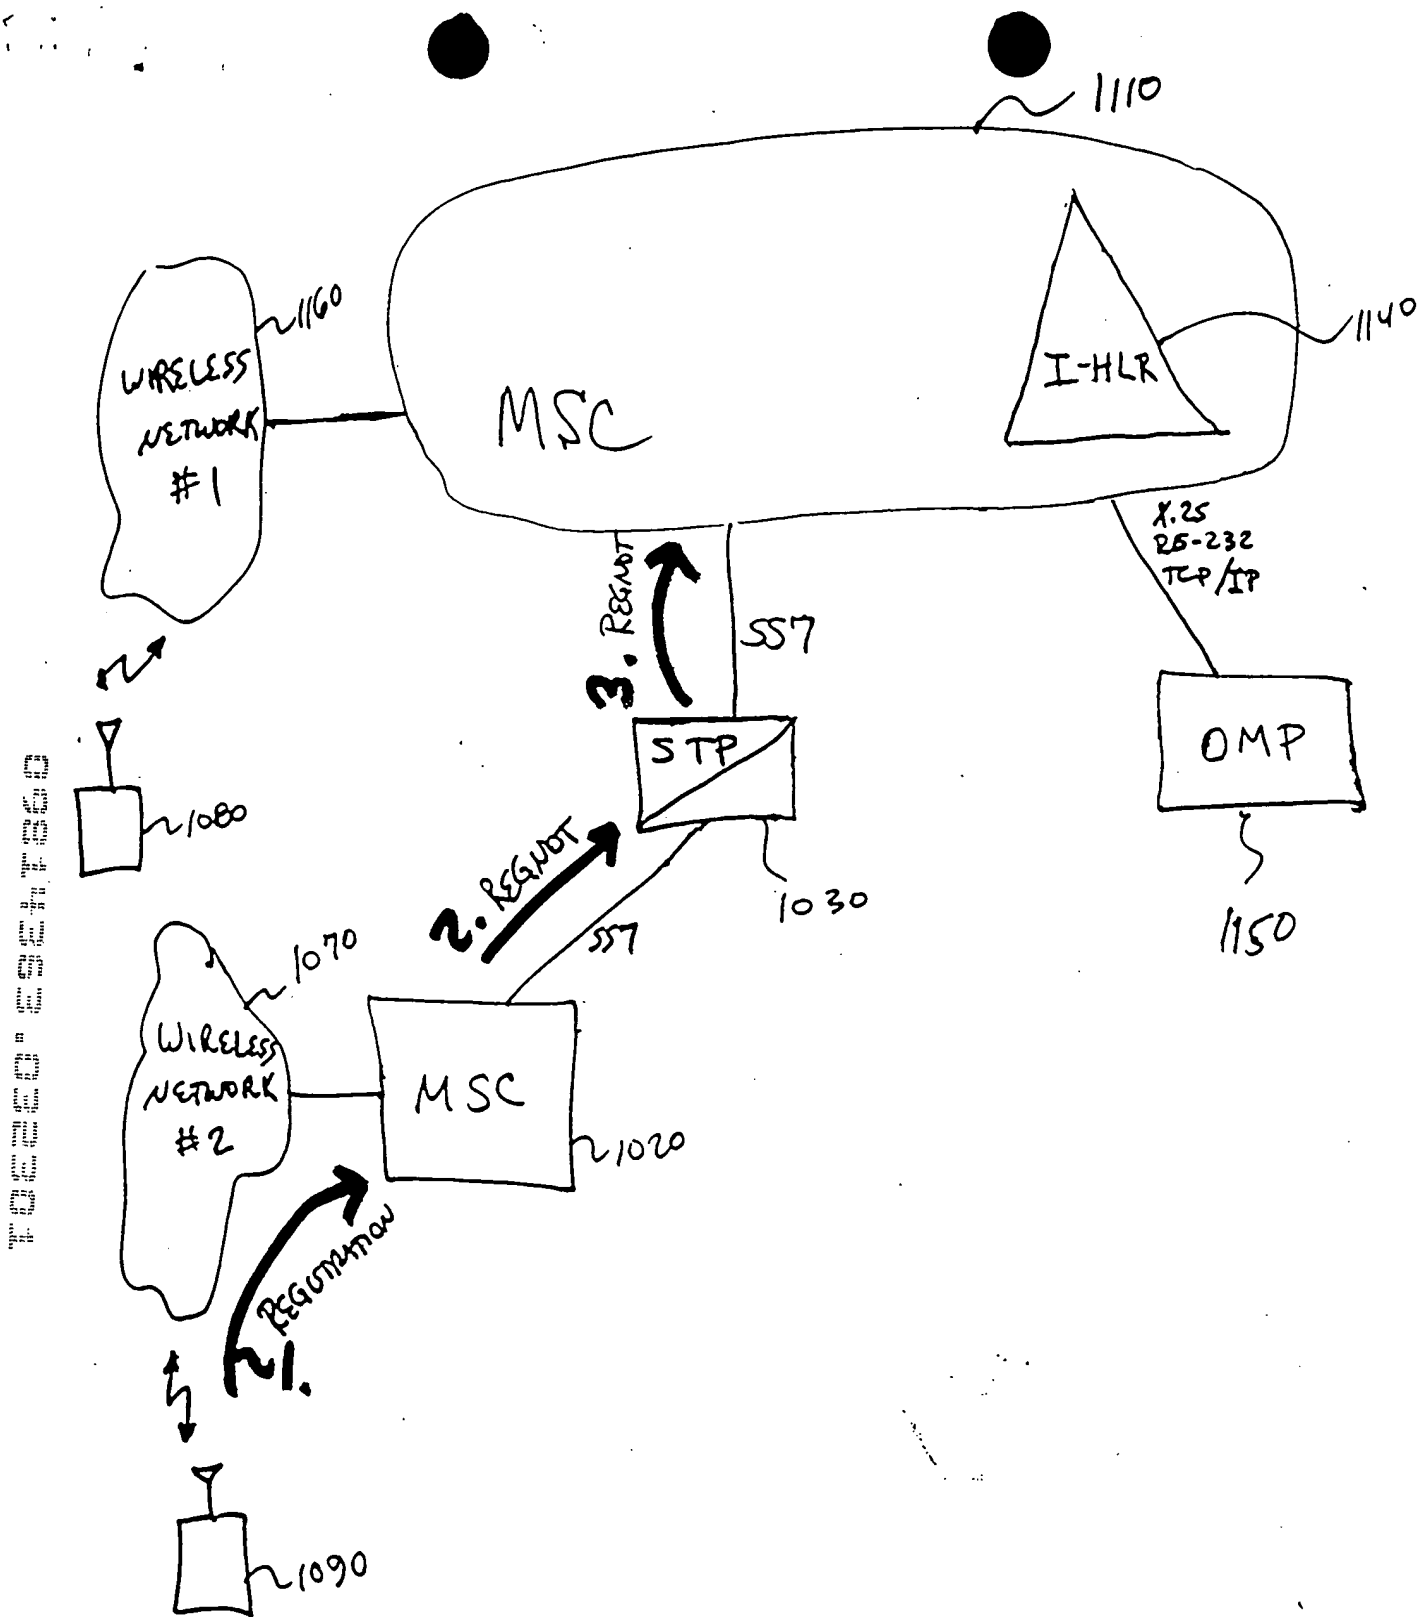 1110
1160
WIRELESS
NETWORK
#1
MSC
I-HLR
1140
X.25
RS-232
TCP/IP
3. REGNOT
SS7
STP
OMP
1080
2. REGNOT
SS7
1030
1150
1070
WIRELESS
NETWORK
#2
MSC
1020
REGISTRATION
1.
1090